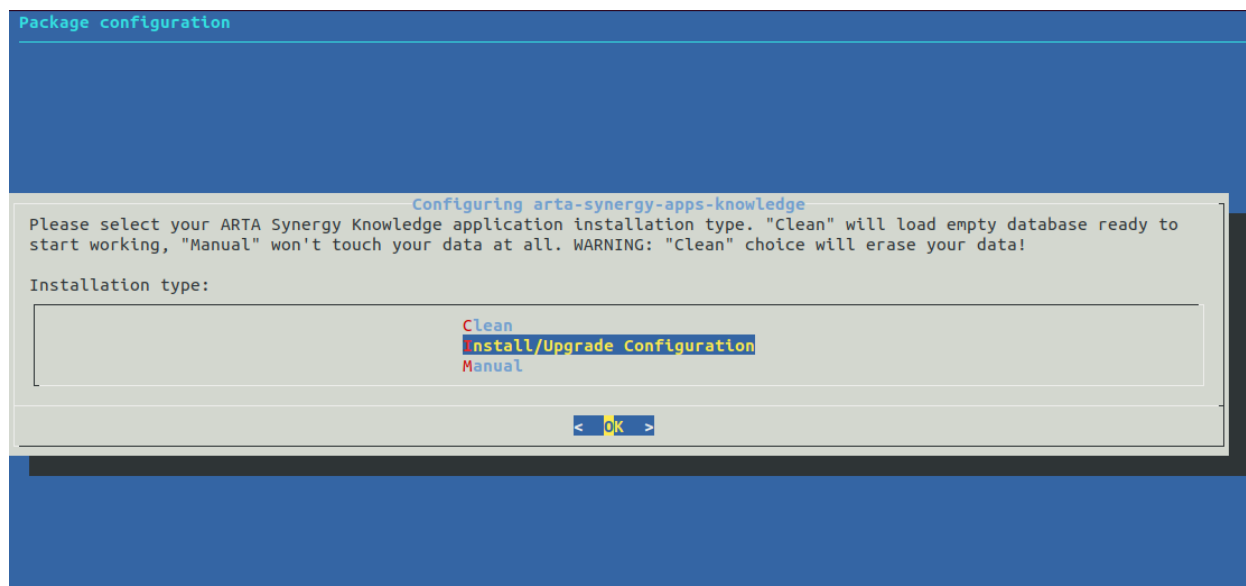 Package configuration
Configuring arta-synergy-apps-knowledge
Please select your ARTA Synergy Knowledge application installation type. "Clean" will load empty database ready to
start working, "Manual" won't touch your data at all. WARNING: "Clean" choice will erase your data!
Installation type:
Clean
Install/Upgrade Configuration
Manual
< OK >